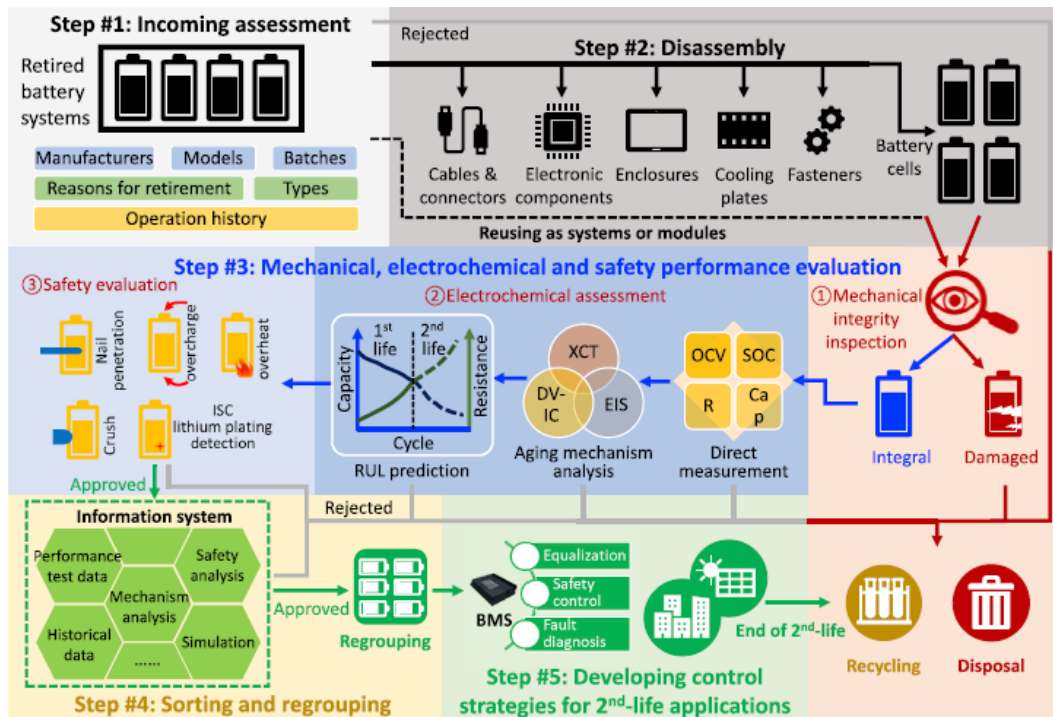 Step #1: Incoming assessment
Retired
battery
systems
Manufacturers
Models
Batches
Reasons for retirement
Types
Operation history
Rejected
Step #2: Disassembly
Cables &
connectors
Electronic
components
Enclosures
Cooling
plates
Fasteners
Battery
cells
Reusing as systems or modules
Step #3: Mechanical, electrochemical and safety performance evaluation
①Mechanical
integrity
inspection
Integral
Damaged
②Electrochemical assessment
OCV
SOC
R
Ca
p
Direct
measurement
XCT
DV-
IC
EIS
Aging mechanism
analysis
1st
life
2nd
life
Capacity
Resistance
Cycle
RUL prediction
③Safety evaluation
Nail
penetration
overcharge
overheat
Crush
ISC
lithium plating
detection
Approved
Rejected
Information system
Performance
test data
Safety
analysis
Mechanism
analysis
Historical
data
Simulation
......
Approved
Regrouping
Step #4: Sorting and regrouping
BMS
Equalization
Safety
control
Fault
diagnosis
End of 2nd-life
Step #5: Developing control
strategies for 2nd-life applications
Recycling
Disposal